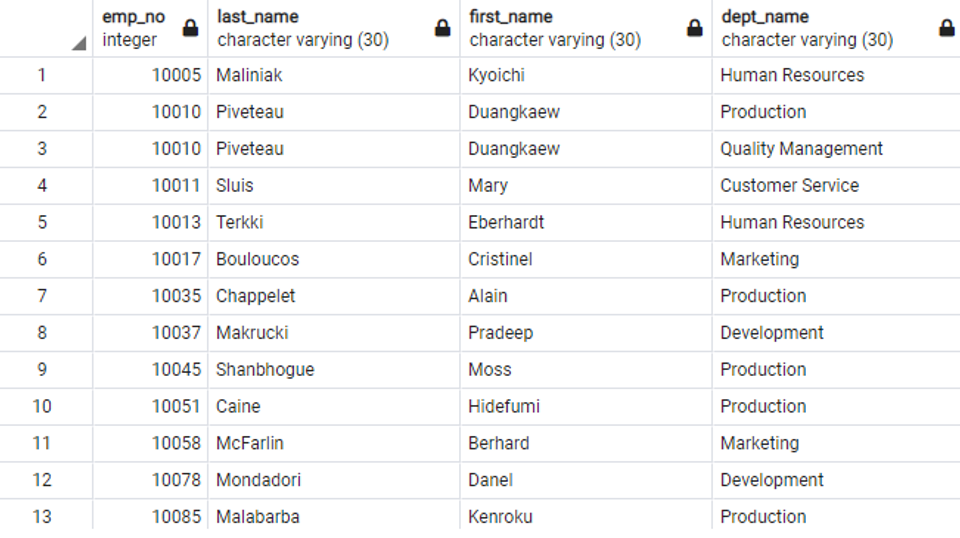 emp_no last_name first_name dept_name
integer character varying (30) character varying (30) character varying (30)
1 10005 Maliniak Kyoichi Human Resources
2 10010 Piveteau Duangkaew Production
3 10010 Piveteau Duangkaew Quality Management
4 10011 Sluis Mary Customer Service
5 10013 Terkki Eberhardt Human Resources
6 10017 Bouloucos Cristinel Marketing
7 10035 Chappelet Alain Production
8 10037 Makrucki Pradeep Development
9 10045 Shanbhogue Moss Production
10 10051 Caine Hidefumi Production
11 10058 McFarlin Berhard Marketing
12 10078 Mondadori Danel Development
13 10085 Malabarba Kenroku Production